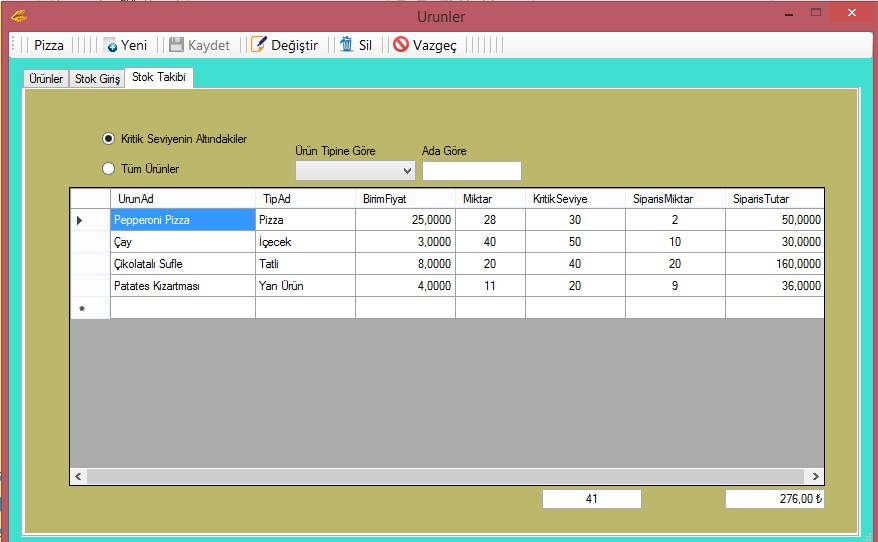 Urunler
Pizza Yeni Kaydet Değiştir Sil Vazgeç
Ürünler Stok Giriş Stok Takibi
Kritik Seviyenin Altındakiler
Tüm Ürünler
Ürün Tipine Göre Ada Göre
UrunAd TipAd BirimFiyat Miktar KritikSeviye SiparisMiktar SiparisTutar
Pepperoni Pizza Pizza 25,0000 28 30 2 50,0000
Çay İçecek 3,0000 40 50 10 30,0000
Çikolatalı Sufle Tatli 8,0000 20 40 20 160,0000
Patates Kızartması Yan Ürün 4,0000 11 20 9 36,0000
41 276,00 ₺